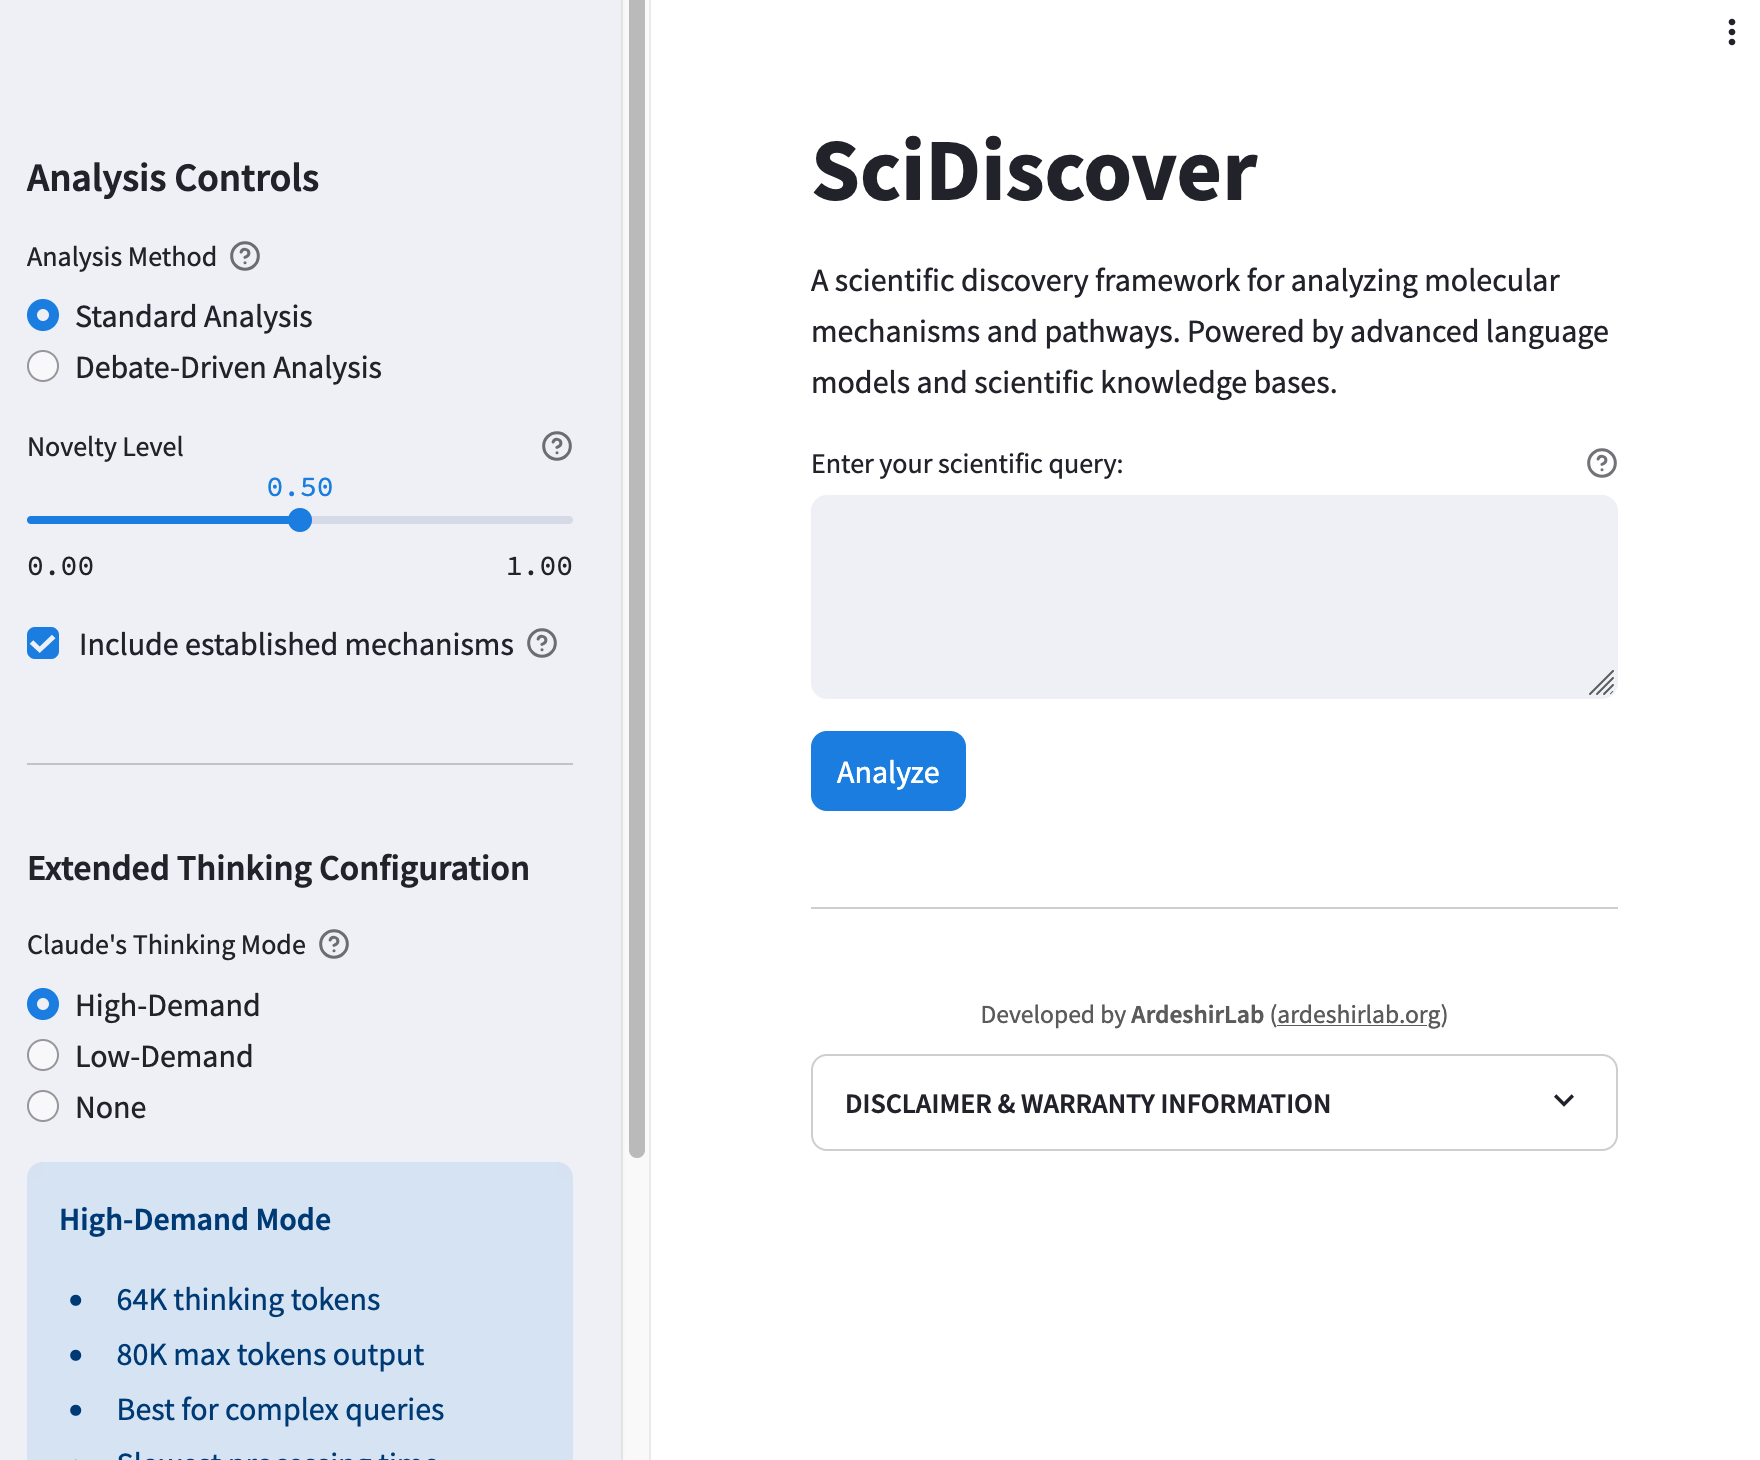 Analysis Controls
Analysis Method
Standard Analysis
Debate-Driven Analysis
Novelty Level
0.50
0.00 1.00
Include established mechanisms
Extended Thinking Configuration
Claude's Thinking Mode
High-Demand
Low-Demand
None
High-Demand Mode
64K thinking tokens
80K max tokens output
Best for complex queries
Slowest processing time
SciDiscover
A scientific discovery framework for analyzing molecular
mechanisms and pathways. Powered by advanced language
models and scientific knowledge bases.
Enter your scientific query:
Analyze
Developed by ArdeshirLab (ardeshirlab.org)
DISCLAIMER & WARRANTY INFORMATION